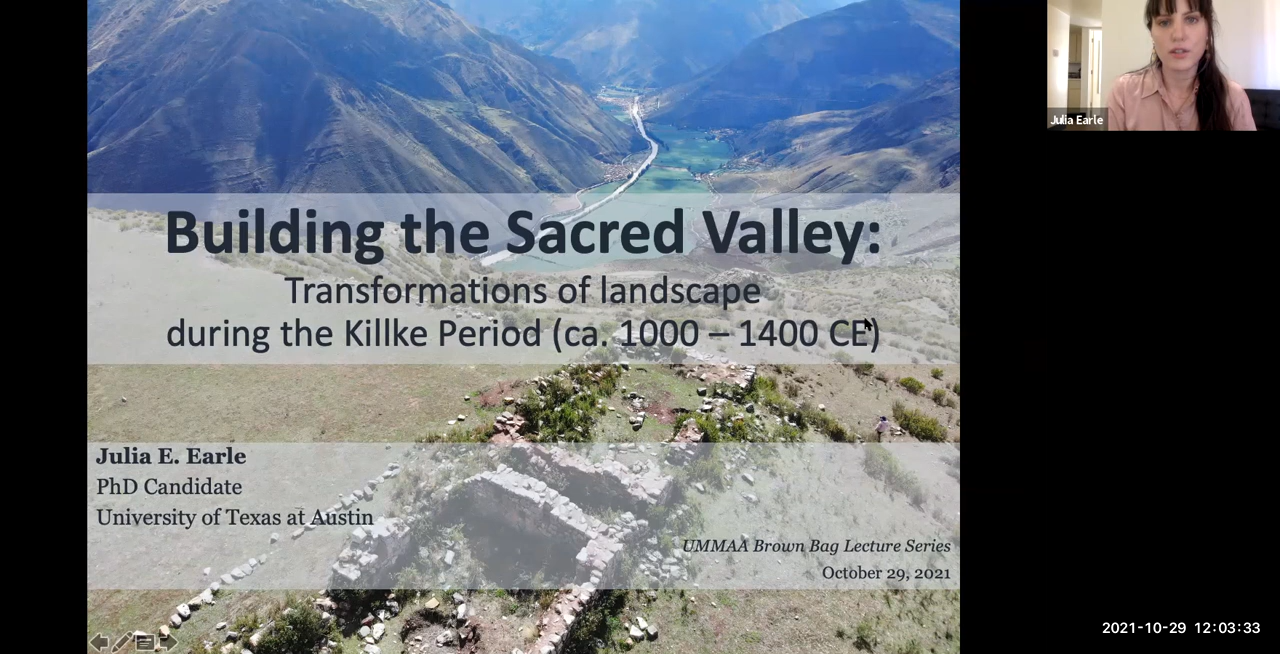 Julia Earle
Building the Sacred Valley:
Transformations of landscape
during the Killke Period (ca. 1000 – 1400 CE)
Julia E. Earle
PhD Candidate
University of Texas at Austin
UMMAA Brown Bag Lecture Series
October 29, 2021
2021-10-29 12:03:33